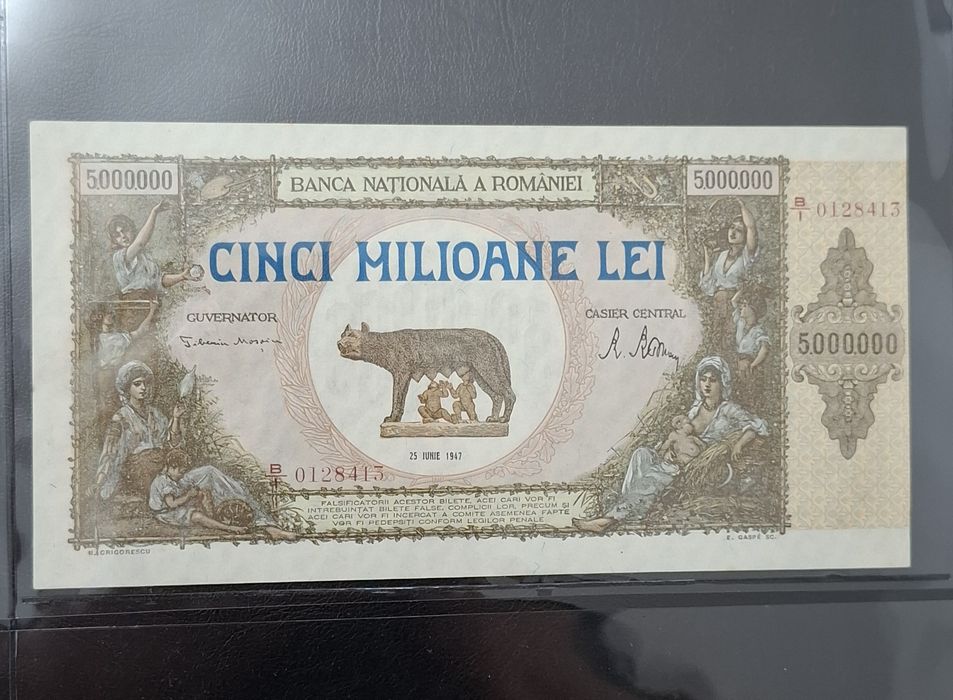 5.000.000
BANCA NAȚIONALĂ A ROMÂNIEI
5.000.000
B/1 0128413
CINCI MILIOANE LEI
GUVERNATOR
CASIER CENTRAL
5.000.000
25 IUNIE 1947
B/1 0128413
FALSIFICATORII ACESTOR BILETE, ACEI CARI VOR FI
INTREBUINȚAT BILETE FALSE, COMPLICII LOR, PRECUM ȘI
ACEI CARI VOR FI INCERCAT A COMITE ASEMENEA FAPTE
VOR FI PEDEPSIȚI CONFORM LEGILOR PENALE
N. GRIGORESCU
E. GASPÉ SC.